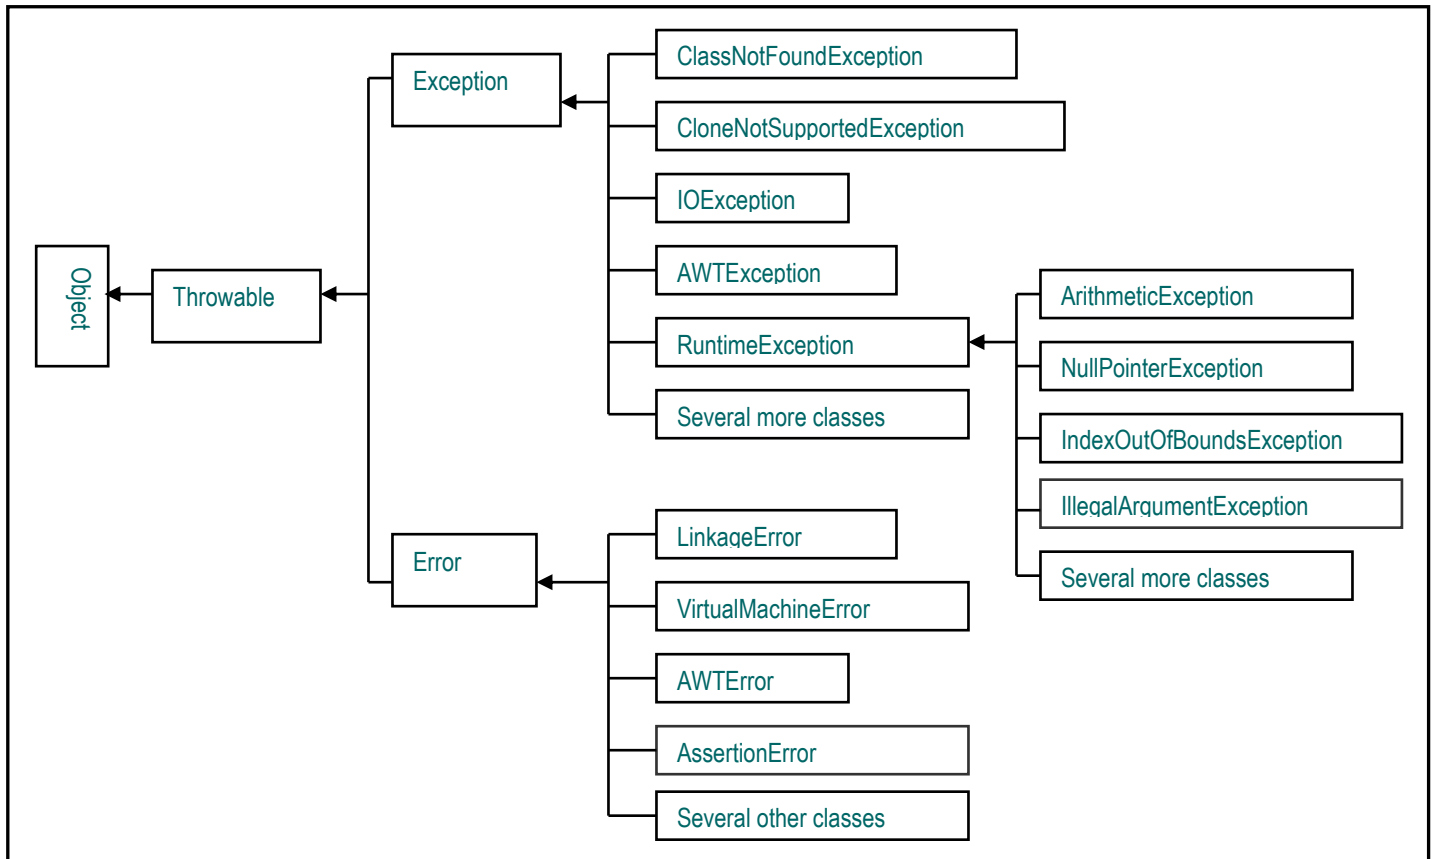 ClassNotFoundException
Exception
CloneNotSupportedException
IOException
Object
Throwable
AWTException
ArithmeticException
RuntimeException
NullPointerException
Several more classes
IndexOutOfBoundsException
IllegalArgumentException
LinkageError
Error
Several more classes
VirtualMachineError
AWTError
AssertionError
Several other classes